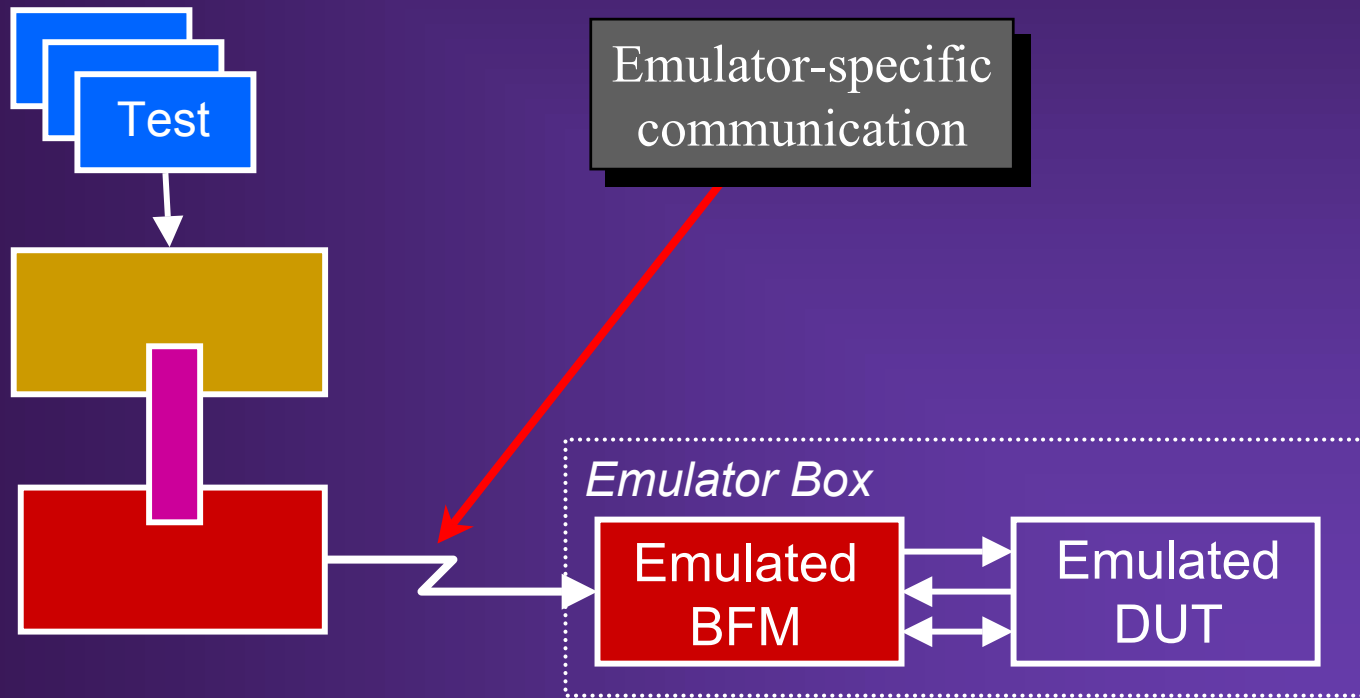 Test
Emulator-specific
communication
Emulator Box
Emulated
BFM
Emulated
DUT